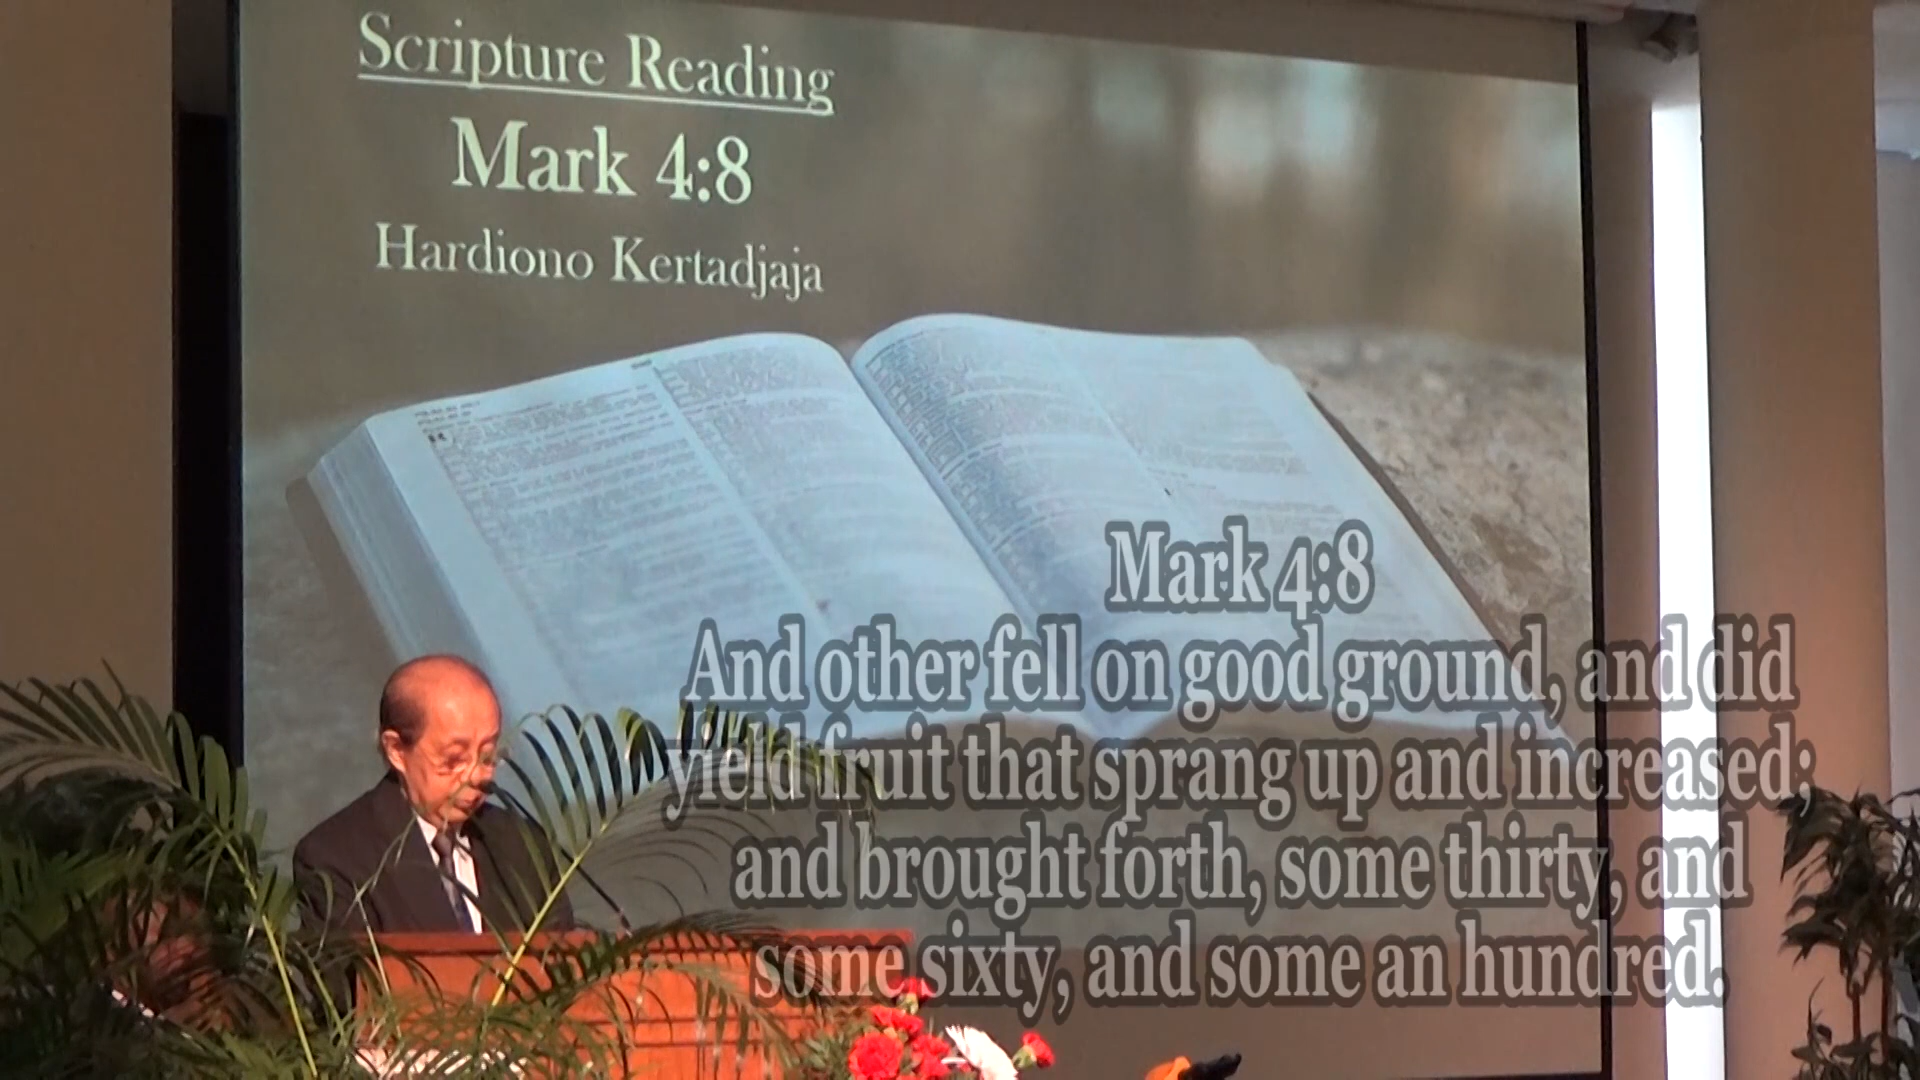 Scripture Reading
Mark 4:8
Hardiono Kertadjaja
Mark 4:8
And other fell on good ground, and did
yield fruit that sprang up and increased;
and brought forth, some thirty, and
some sixty, and some an hundred.